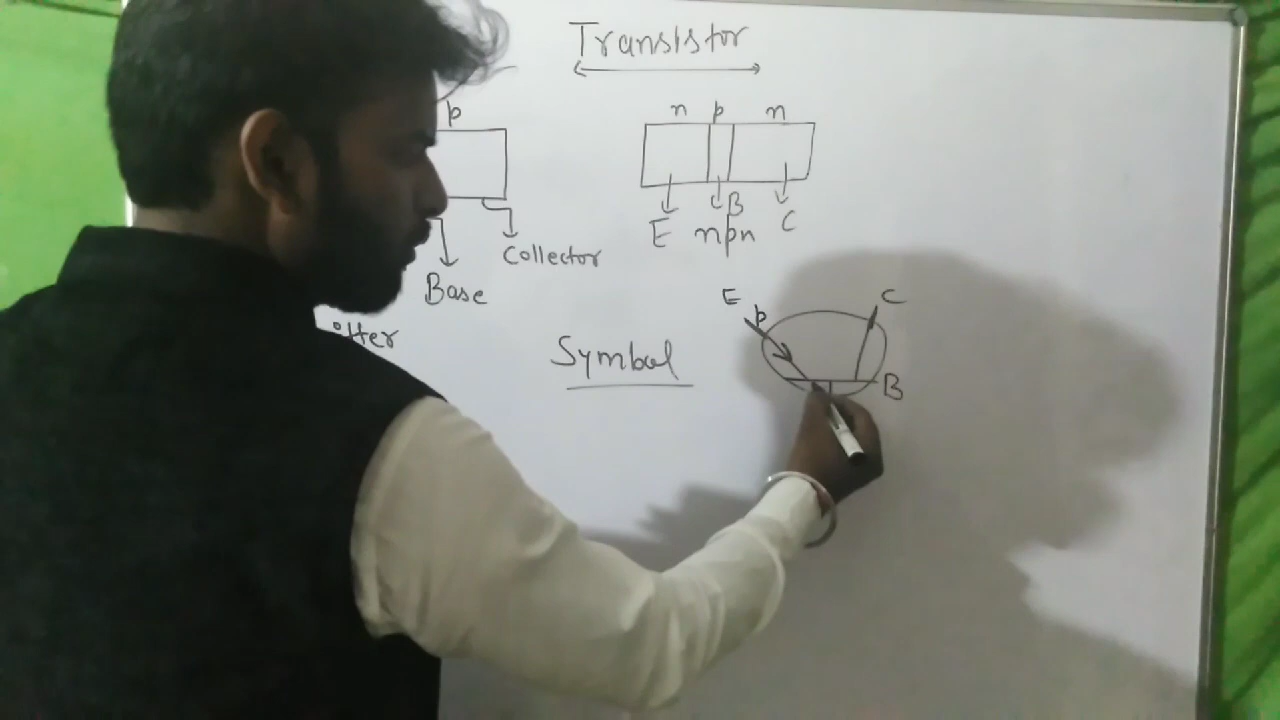 Transistor
p
n p n
E B C
npn
Collector
Base
E C
p
Symbol
B